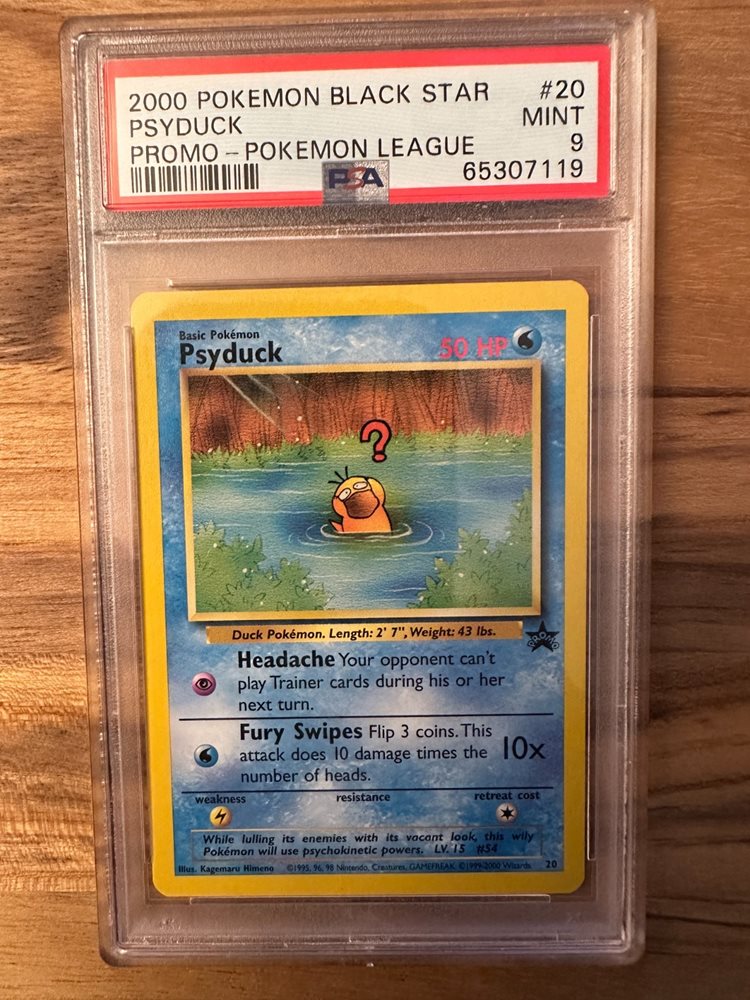 2000 POKEMON BLACK STAR #20
PSYDUCK MINT
PROMO - POKEMON LEAGUE 9
PSA 65307119
Basic Pokémon
Psyduck 50 HP
?
Duck Pokémon. Length: 2' 7", Weight: 43 lbs.
PROMO
Headache Your opponent can't
play Trainer cards during his or her
next turn.
Fury Swipes Flip 3 coins. This
attack does 10 damage times the 10x
number of heads.
weakness resistance retreat cost
While lulling its enemies with its vacant look, this wily
Pokémon will use psychokinetic powers. LV. 15 #54
Illus. Kagemaru Himeno ©1995, 96, 98 Nintendo, Creatures, GAMEFREAK. ©1999-2000 Wizards. 20